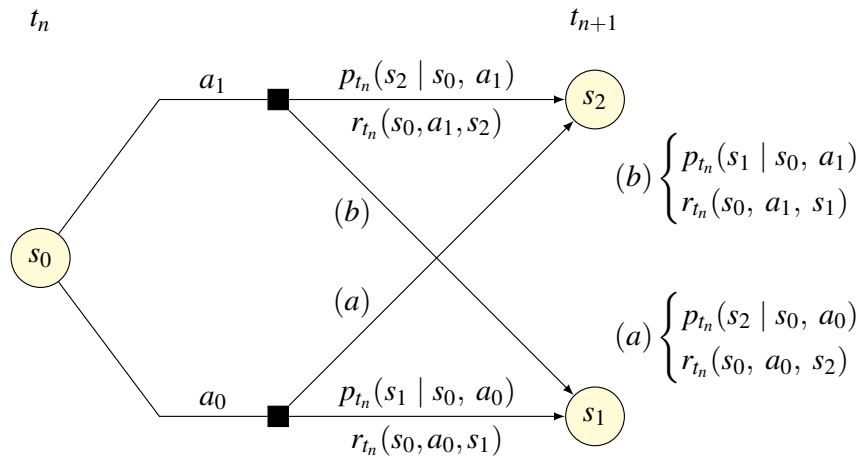 t_n
t_{n+1}
a_1
p_{t_n}(s_2 | s_0, a_1)
s_2
r_{t_n}(s_0,a_1,s_2)
(b) { p_{t_n}(s_1 | s_0, a_1)
r_{t_n}(s_0, a_1, s_1)
(b)
s_0
(a)
(a) { p_{t_n}(s_2 | s_0, a_0)
r_{t_n}(s_0, a_0, s_2)
a_0
p_{t_n}(s_1 | s_0, a_0)
s_1
r_{t_n}(s_0,a_0,s_1)